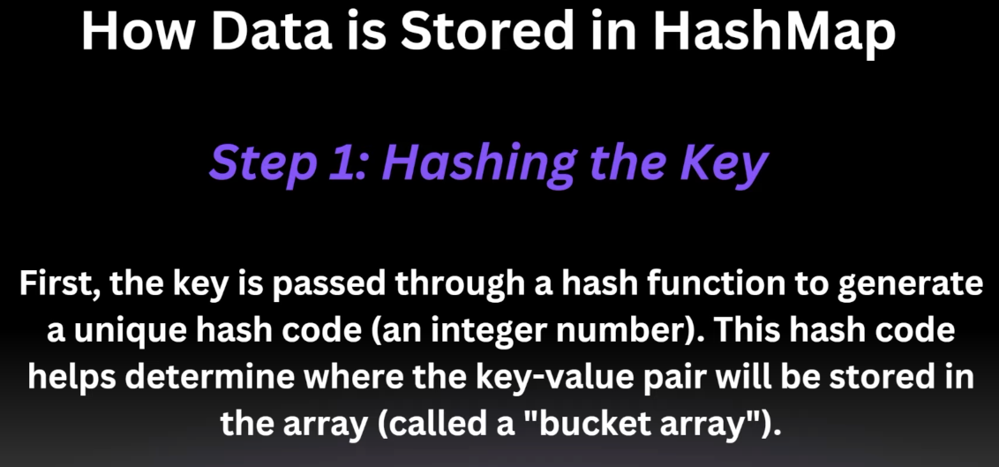 How Data is Stored in HashMap
Step 1: Hashing the Key
First, the key is passed through a hash function to generate
a unique hash code (an integer number). This hash code
helps determine where the key-value pair will be stored in
the array (called a "bucket array").